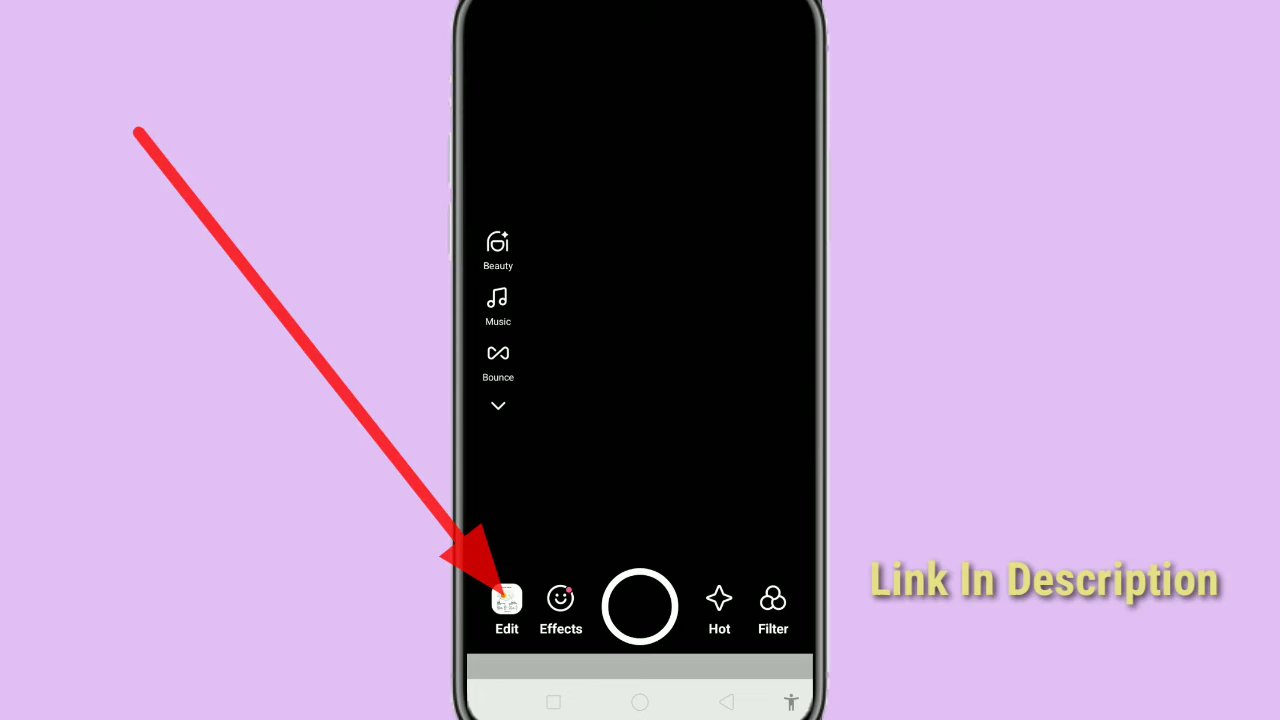 Beauty
Music
Bounce
Edit
Effects
Hot
Filter
Link In Description